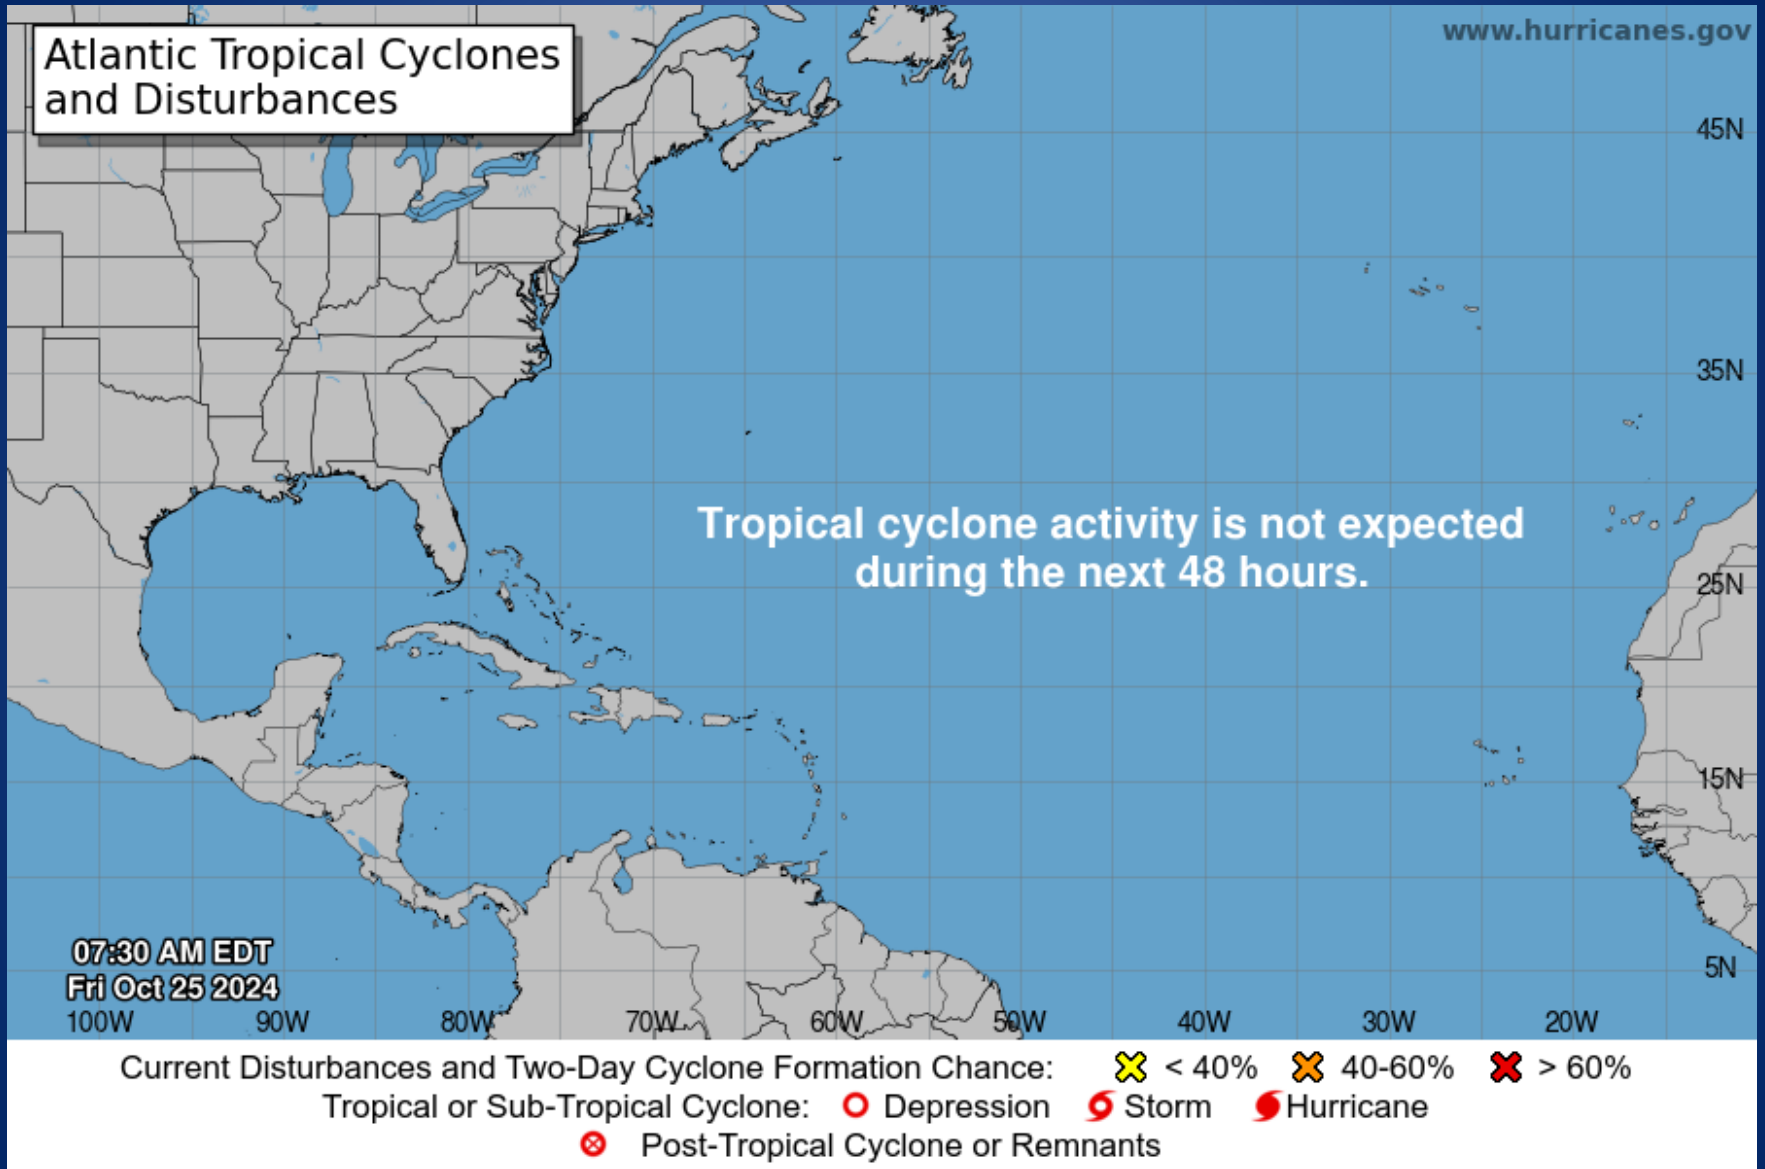 www.hurricanes.gov
Atlantic Tropical Cyclones
and Disturbances
45N
35N
Tropical cyclone activity is not expected
during the next 48 hours.
25N
15N
07:30 AM EDT
Fri Oct 25 2024
5N
100W 90W 80W 70W 60W 50W 40W 30W 20W
Current Disturbances and Two-Day Cyclone Formation Chance: < 40% 40-60% > 60%
Tropical or Sub-Tropical Cyclone: Depression Storm Hurricane
Post-Tropical Cyclone or Remnants